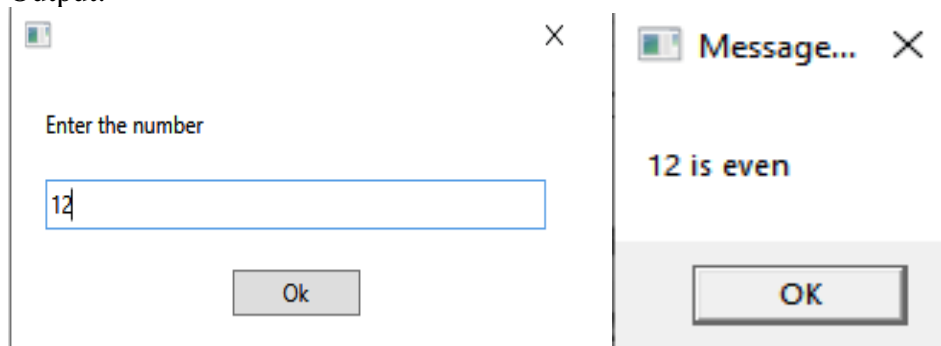 Output:
Enter the number
12
Ok
Message...
12 is even
OK